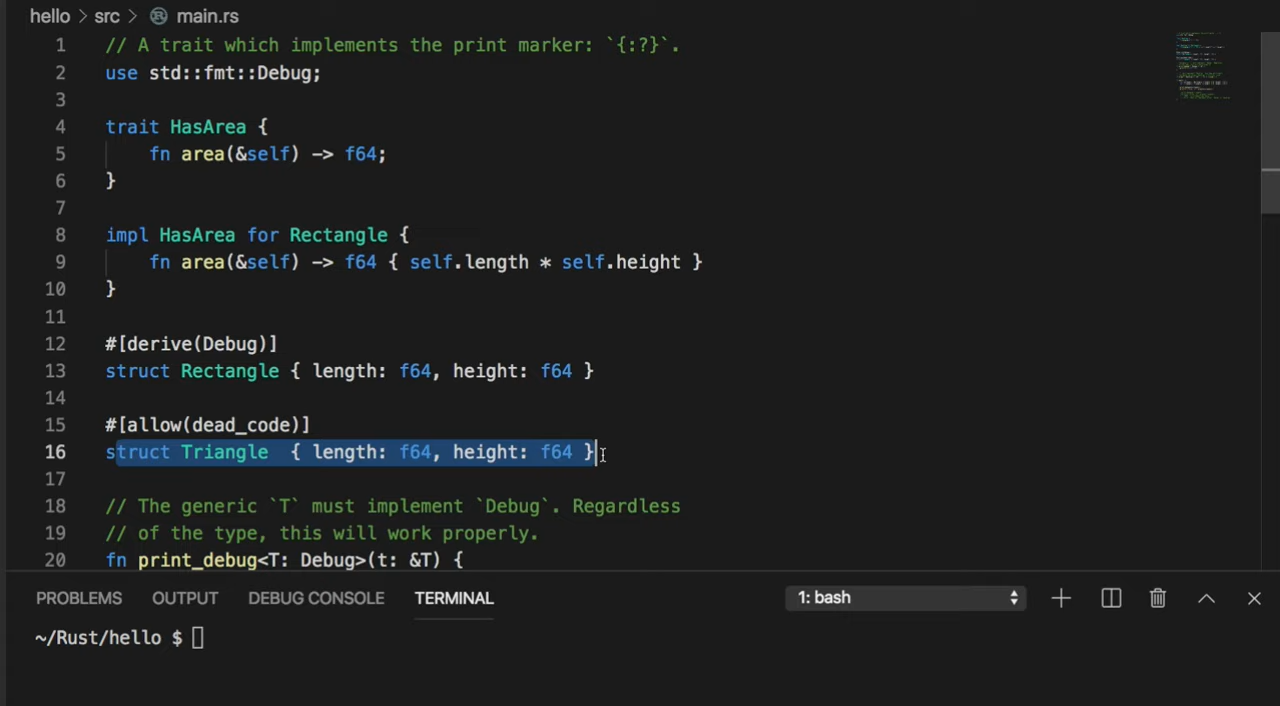 hello > src > main.rs
1 // A trait which implements the print marker: `{:?}`.
2 use std::fmt::Debug;
3
4 trait HasArea {
5     fn area(&self) -> f64;
6 }
7
8 impl HasArea for Rectangle {
9     fn area(&self) -> f64 { self.length * self.height }
10 }
11
12 #[derive(Debug)]
13 struct Rectangle { length: f64, height: f64 }
14
15 #[allow(dead_code)]
16 struct Triangle  { length: f64, height: f64 }
17
18 // The generic `T` must implement `Debug`. Regardless
19 // of the type, this will work properly.
20 fn print_debug<T: Debug>(t: &T) {
PROBLEMS OUTPUT DEBUG CONSOLE TERMINAL 1: bash
~/Rust/hello $